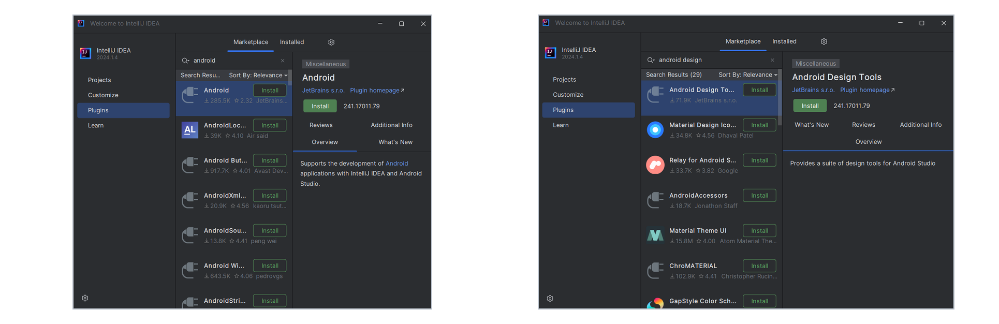 Welcome to IntelliJ IDEA
IntelliJ IDEA
2024.1.4
Projects
Customize
Plugins
Learn
Marketplace Installed
android
Search Resu... Sort By: Relevance
Android Install
285.5K 2.32 JetBrains...
AL
AndroidLoc... Install
39K 4.10 Air said
Android But... Install
917.7K 4.01 Avast Dev...
AndroidXml... Install
20.9K 4.56 kaoru tsut...
AndroidSou... Install
13.8K 4.41 peng wei
Android Wi... Install
643.5K 4.06 pedrovgs
AndroidStri... Install
Miscellaneous
Android
JetBrains s.r.o. Plugin homepage
Install 241.17011.79
Reviews Additional Info
Overview What's New
Supports the development of Android
applications with IntelliJ IDEA and Android
Studio.
Welcome to IntelliJ IDEA
IntelliJ IDEA
2024.1.4
Projects
Customize
Plugins
Learn
Marketplace Installed
android design
Search Results (29) Sort By: Relevance
Android Design To... Install
71.9K JetBrains s.r.o.
Material Design Ico... Install
34.8K 4.56 Dhaval Patel
Relay for Android S... Install
33.7K 3.82 Google
AndroidAccessors Install
18.7K Jonathon Staff
Material Theme UI Install
15.8M 4.00 Atom Material The...
ChroMATERIAL Install
102.9K 4.41 Christopher Rucin...
GapStyle Color Sch... Install
Miscellaneous
Android Design Tools
JetBrains s.r.o. Plugin homepage
Install 241.17011.79
What's New Reviews Additional Info
Overview
Provides a suite of design tools for Android Studio